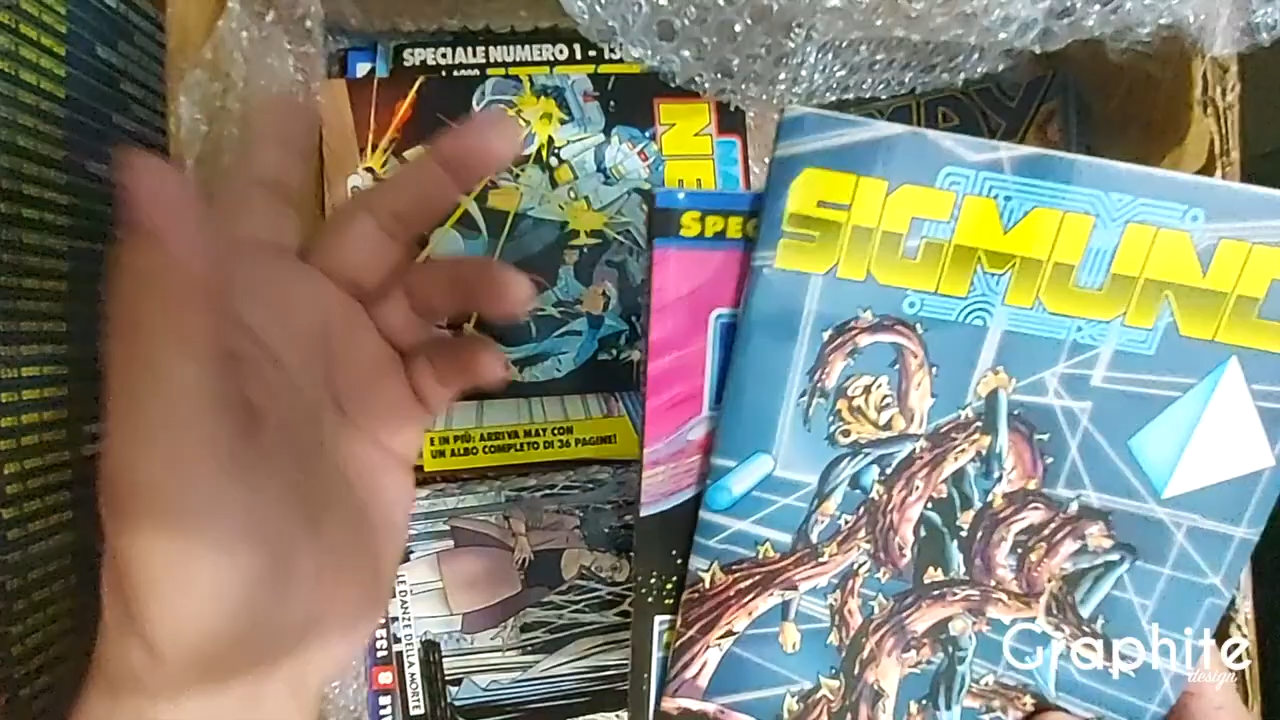 SPECIALE NUMERO 1 - 13
NE
SPEC
MAY
SIGMUND
E IN PIÙ: ARRIVA MAY CON
UN ALBO COMPLETO DI 36 PAGINE!
LE DANZE DELLA MORTE
Graphite
design